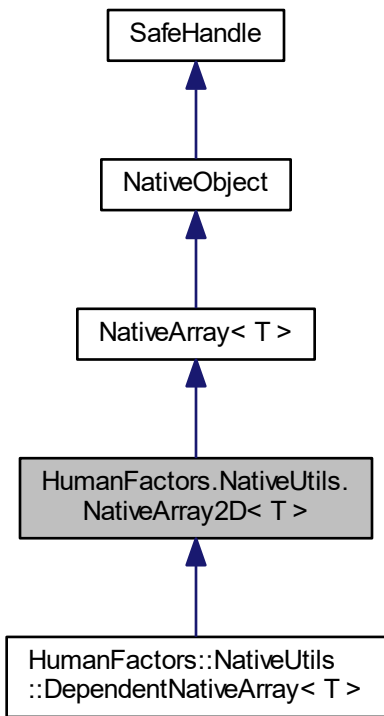 SafeHandle
NativeObject
NativeArray< T >
HumanFactors.NativeUtils.
NativeArray2D< T >
HumanFactors::NativeUtils
::DependentNativeArray< T >